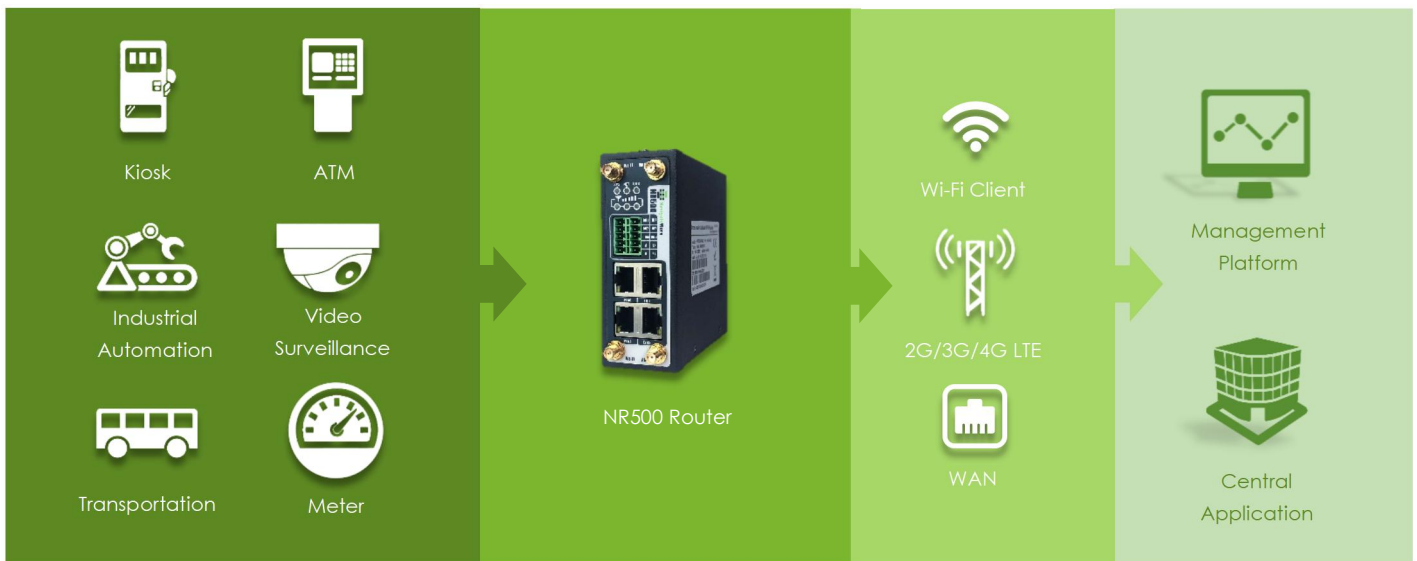 Kiosk
ATM
Industrial
Automation
Video
Surveillance
Transportation
Meter
NR500
NR500 Router
Wi-Fi Client
2G/3G/4G LTE
WAN
Management
Platform
Central
Application